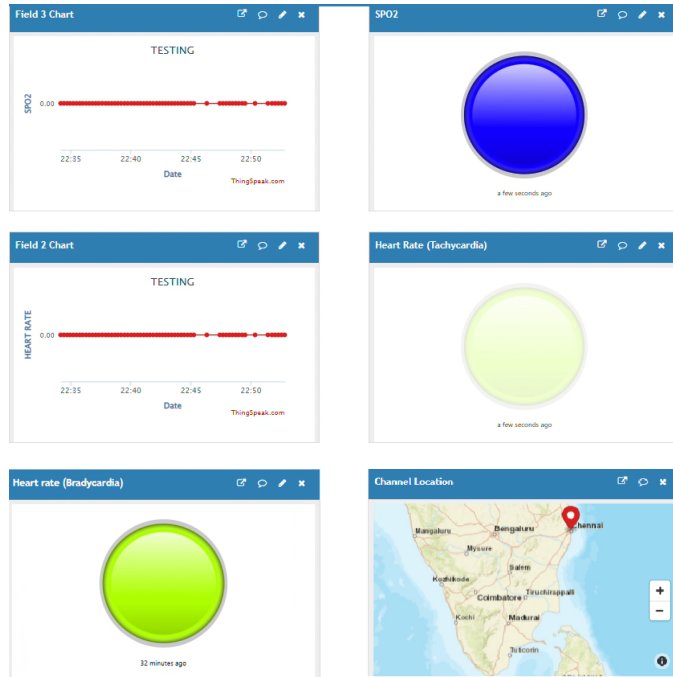 Field 3 Chart
TESTING
SPO2
0.00
22:35 22:40 22:45 22:50
Date
ThingSpeak.com
SPO2
a few seconds ago
Field 2 Chart
TESTING
HEART RATE
0.00
22:35 22:40 22:45 22:50
Date
ThingSpeak.com
Heart Rate (Tachycardia)
a few seconds ago
Heart rate (Bradycardia)
32 minutes ago
Channel Location
Mangaluru Bengaluru Chennai
Mysure
Salem
Kozhikode
Coimbatore Tiruchirappalli
Kochi Madurai
Tuticorin
+
−